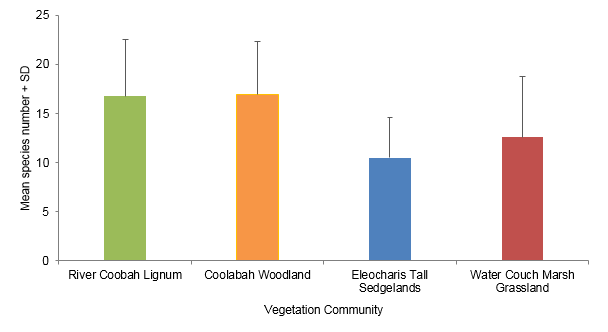 25
20
15
10
5
0
Mean species number + SD
River Coobah Lignum
Coolabah Woodland
Eleocharis Tall
Sedgelands
Water Couch Marsh
Grassland
Vegetation Community